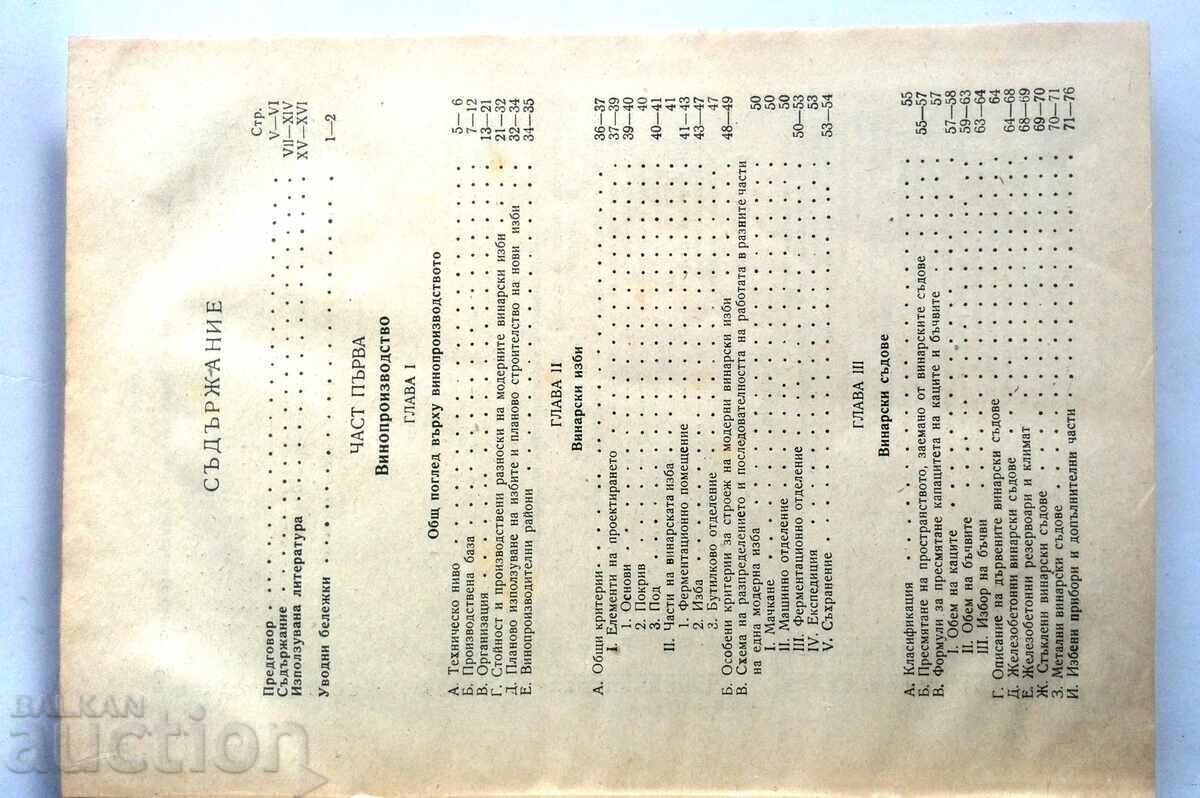 СЪДЪРЖАНИЕ
Стр.
Предговор . . . . . . . . . . . . . . . . V—VI
Съдържание . . . . . . . . . . . . . . . . VII—XIV
Използувана литература . . . . . . . . . . . . XV—XVI
Уводни бележки . . . . . . . . . . . . . . 1—2
ЧАСТ ПЪРВА
Винопроизводство
ГЛАВА I
Общ поглед върху винопроизводството
А. Техническо ниво . . . . . . . . . . . . . 5— 6
Б. Производствена база . . . . . . . . . . . . 7—12
В. Организация . . . . . . . . . . . . . . 13—21
Г. Стойност и производствени разноски на модерните винарски изби . . . 21—32
Д. Планово използуване на избите и планово строителство на нови изби . . 32—34
Е. Винопроизводителни райони . . . . . . . . . . 34—35
ГЛАВА II
Винарски изби
А. Общи критерии . . . . . . . . . . . . . 36—37
I. Елементи на проектирането . . . . . . . . . . 37—39
1. Основи . . . . . . . . . . . . . . 39—40
2. Покрив . . . . . . . . . . . . . . 40
3. Под . . . . . . . . . . . . . . . 40—41
II. Части на винарската изба . . . . . . . . . . 41
1. Ферментационно помещение . . . . . . . . . 41—43
2. Изба . . . . . . . . . . . . . . 43—47
3. Бутилково отделение . . . . . . . . . . . 47
Б. Особени критерии за строеж на модерни винарски изби . . . . . . 48—49
В. Схема на разпределението и последователността на работата в разните части
на една модерна изба . . . . . . . . . . . . 50
I. Мачкане . . . . . . . . . . . . . . 50
II. Машинно отделение . . . . . . . . . . . 50
III. Ферментационно отделение . . . . . . . . . . 50—53
IV. Експедиция . . . . . . . . . . . . . 53
V. Съхранение . . . . . . . . . . . . . 53—54
ГЛАВА III
Винарски съдове
А. Класификация . . . . . . . . . . . . . 55
Б. Пресмятане на пространството, заемано от винарските съдове . . . . 55—57
В. Формули за пресмятане капацитета на каците и бъчвите . . . . . 57
I. Обем на каците . . . . . . . . . . . . 57—58
II. Обем на бъчвите . . . . . . . . . . . . 59—63
III. Избор на бъчви . . . . . . . . . . . . 63—64
Г. Описание на дървените винарски съдове . . . . . . . . 64
Д. Железобетонни винарски съдове . . . . . . . . . . 64—68
Е. Железобетонни резервоари и климат . . . . . . . . . 68—69
Ж. Стъклени винарски съдове . . . . . . . . . . . 69—70
З. Метални винарски съдове . . . . . . . . . . . 70—71
И. Избени прибори и допълнителни части . . . . . . . . 71—76
BALKAN
auction